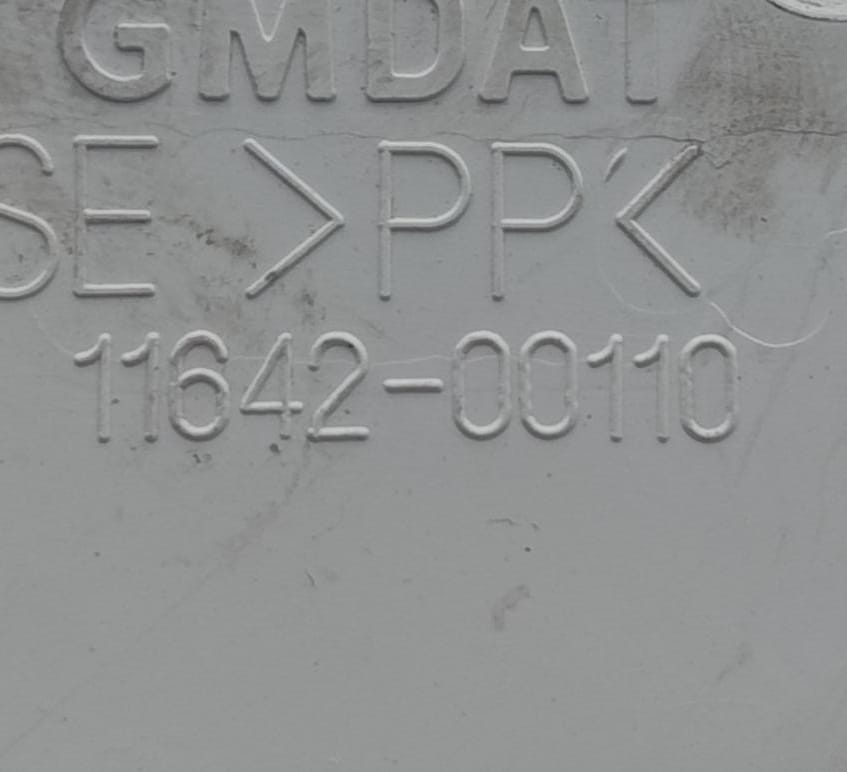 GMDAT
SE >PP<
11642-00110